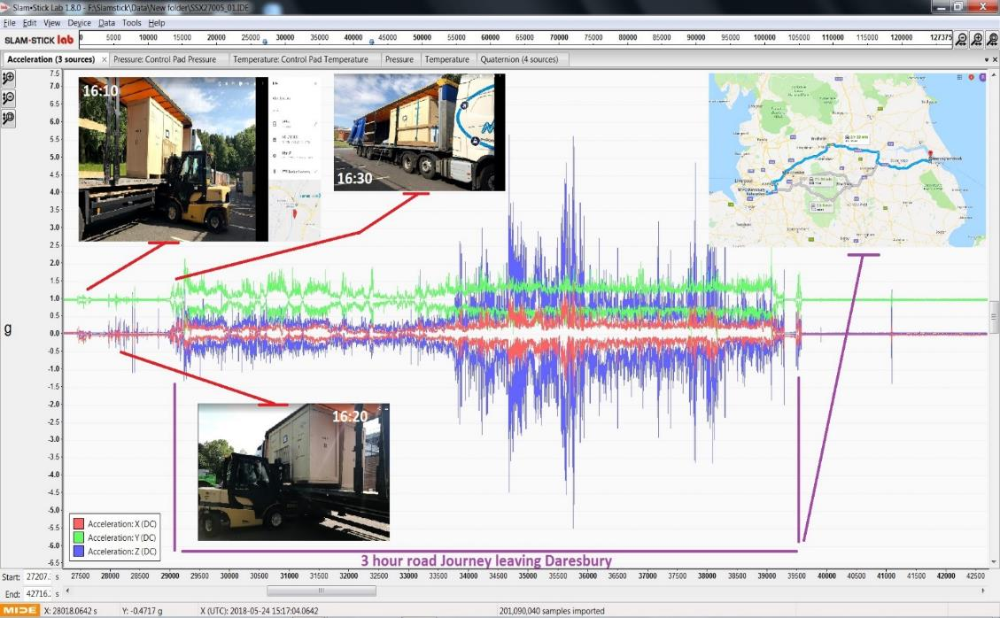 Slam•Stick Lab 1.8.0 - F:\Slamstick\Data\New folder\SSX27005_01.IDE
File Edit View Device Data Tools Help
SLAM•STICK lab
0 5000 10000 15000 20000 25000 30000 35000 40000 45000 50000 55000 60000 65000 70000 75000 80000 85000 90000 95000 100000 105000 110000 115000 120000 127375
Acceleration (3 sources) × Pressure: Control Pad Pressure Temperature: Control Pad Temperature Pressure Temperature Quaternion (4 sources)
16:10
16:30
16:20
7.5
7.0
6.5
6.0
5.5
5.0
4.5
4.0
3.5
3.0
2.5
2.0
1.5
1.0
0.5
0.0
-0.5
-1.0
-1.5
-2.0
-2.5
-3.0
-3.5
-4.0
-4.5
-5.0
-5.5
-6.0
-6.5
g
Acceleration: X (DC)
Acceleration: Y (DC)
Acceleration: Z (DC)
3 hour road Journey leaving Daresbury
27500 28000 28500 29000 29500 30000 30500 31000 31500 32000 32500 33000 33500 34000 34500 35000 35500 36000 36500 37000 37500 38000 38500 39000 39500 40000 40500 41000 41500 42000 42500
Start: 27207. s
End: 42716. s
MIDE X: 28018.0642 s Y: -0.4717 g X (UTC): 2018-05-24 15:17:04.0642 201,090,040 samples imported